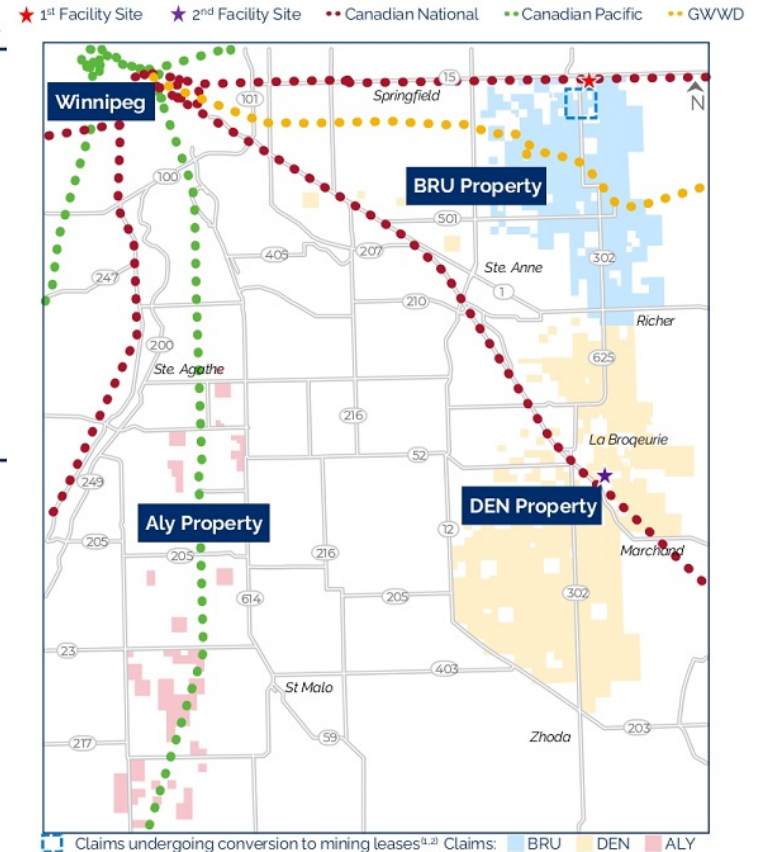 1st Facility Site 2nd Facility Site Canadian National Canadian Pacific GWWD
15
Winnipeg
Springfield
101
N
BRU Property
100
501
405
207
302
Ste. Anne
247
1
210
Richer
200
625
Ste. Agathe
216
La Broqeurie
52
249
DEN Property
Aly Property
12
205
205
216
Marchand
614
205
302
23
403
St Malo
217
59
Zhoda
203
Claims undergoing conversion to mining leases(1,2) Claims: BRU DEN ALY